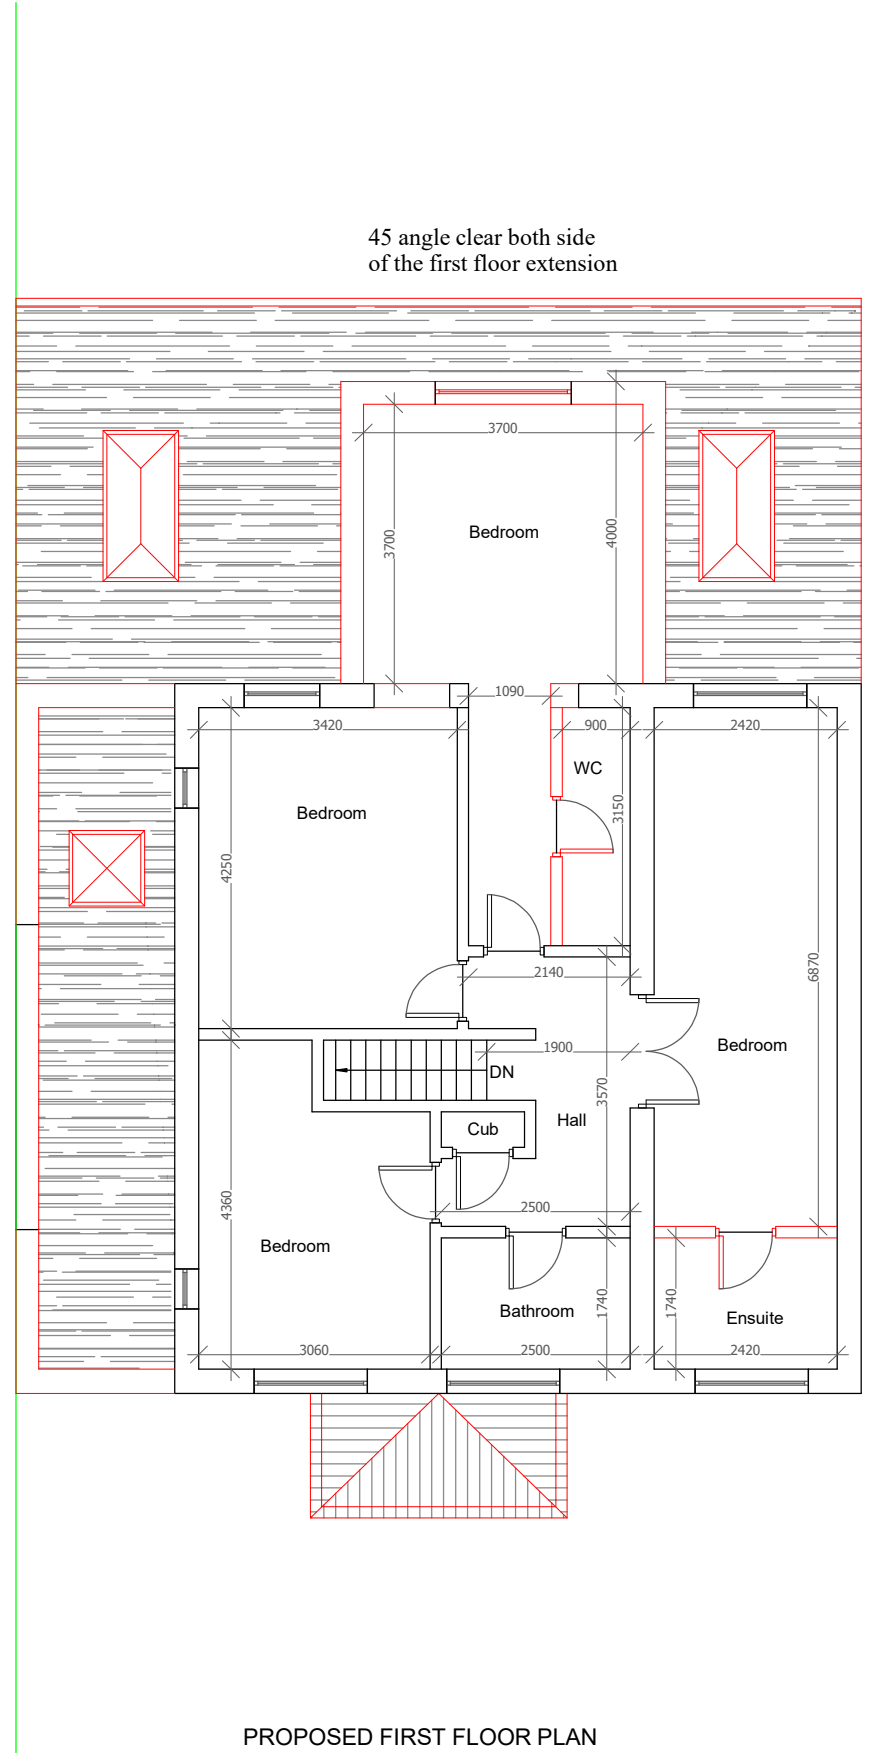 45 angle clear both side
of the first floor extension
3700
3700
Bedroom
4000
1090
3420
900
2420
WC
Bedroom
3150
4250
6870
2140
1900
Bedroom
DN
3570
Hall
Cub
4360
2500
Bedroom
Bathroom
1740
1740
Ensuite
3060
2500
2420
PROPOSED FIRST FLOOR PLAN